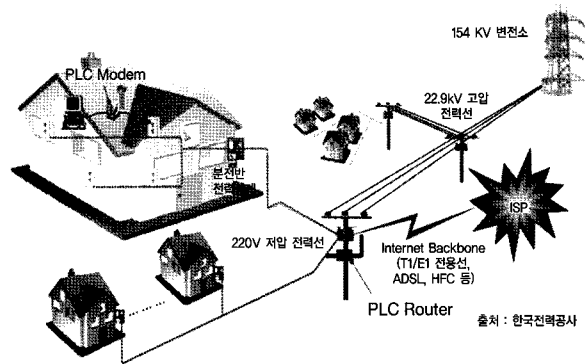 154 KV 변전소
PLC Modem
22.9kV 고압
전력선
분전반
ISP
220V 저압 전력선
Internet Backbone
(T1/E1 전용선,
ADSL, HFC 등)
PLC Router
출처 : 한국전력공사